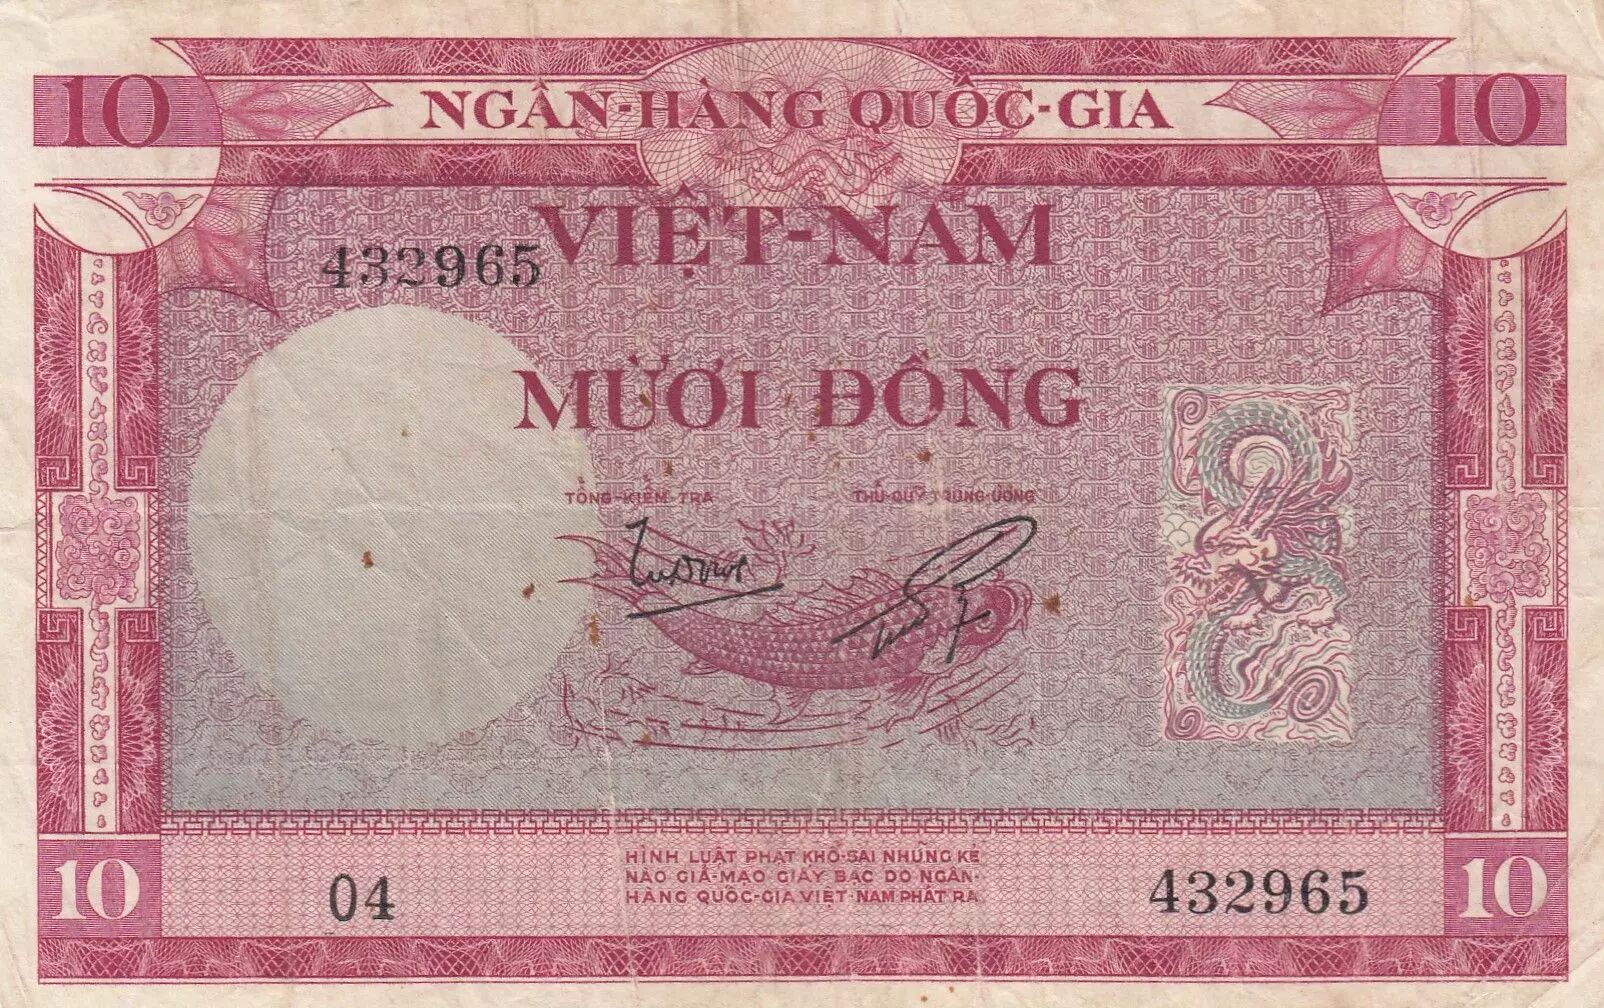 10 NGÂN-HÀNG QUỐC-GIA 10
VIỆT-NAM
432965
MƯỜI ĐỒNG
TỔNG-KIỂM-TRA THỦ-QUỸ TRUNG-ƯƠNG
HÌNH LUẬT PHẠT KHỔ-SAI NHỮNG KẺ
NÀO GIẢ-MẠO GIẤY BẠC DO NGÂN-
HÀNG QUỐC-GIA VIỆT-NAM PHÁT RA
10 04 432965 10